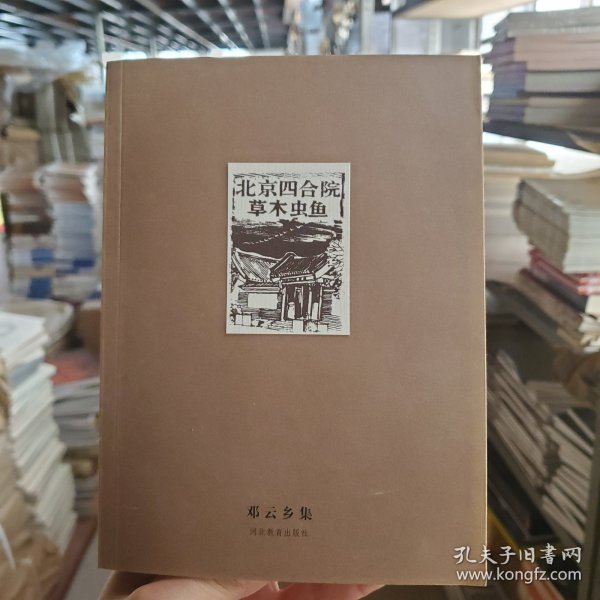 北京四合院
草木虫鱼
邓云乡集
河北教育出版社
孔夫子旧书网
www.kongfz.com